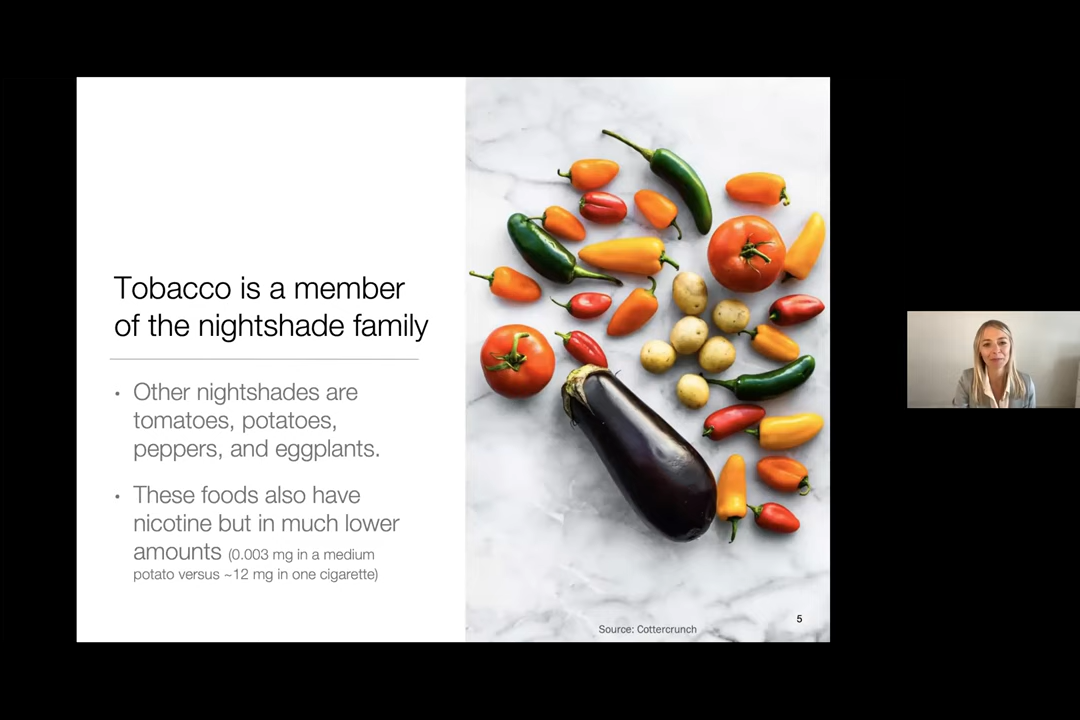 Tobacco is a member
of the nightshade family
• Other nightshades are
tomatoes, potatoes,
peppers, and eggplants.
• These foods also have
nicotine but in much lower
amounts (0.003 mg in a medium
potato versus ~12 mg in one cigarette)
Source: Cottercrunch
5